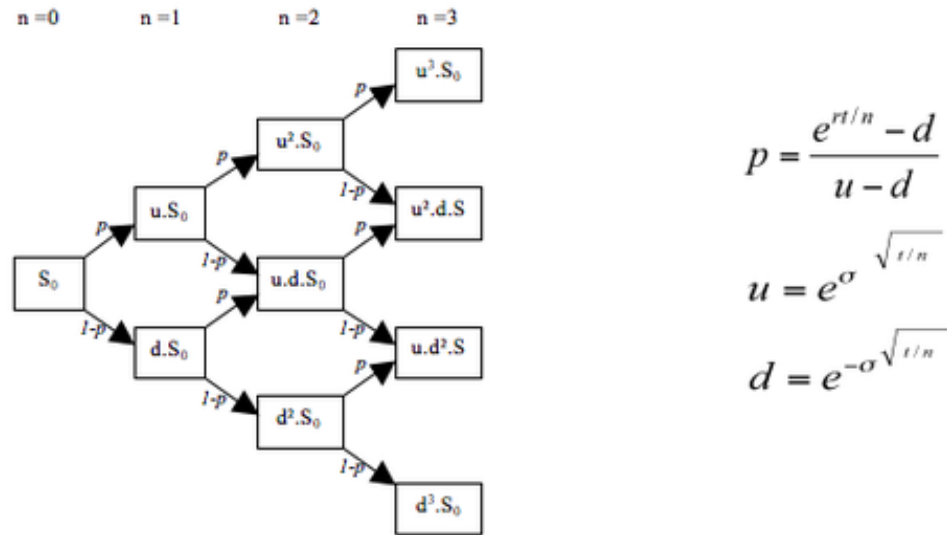 n =0 n =1 n =2 n =3
u³.S₀
p
u².S₀
p 1-p
u.S₀ u².d.S
p 1-p p
S₀ u.d.S₀
1-p p 1-p
d.S₀ u.d².S
1-p p
d².S₀
1-p
d³.S₀
p = (e^{rt/n} − d) / (u − d)
u = e^{σ √(t/n)}
d = e^{−σ √(t/n)}